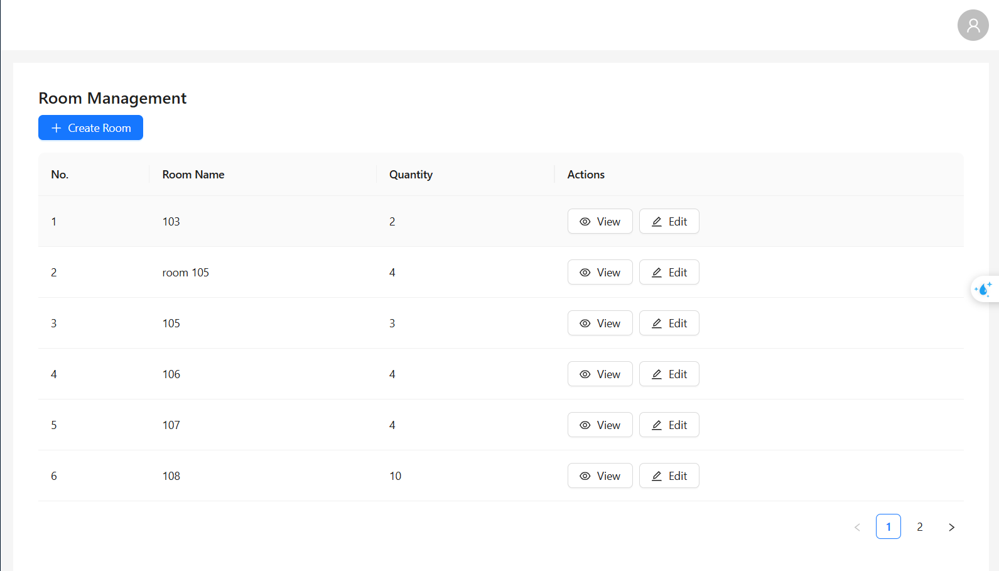 Room Management
Create Room
No. Room Name Quantity Actions
1 103 2 View Edit
2 room 105 4 View Edit
3 105 3 View Edit
4 106 4 View Edit
5 107 4 View Edit
6 108 10 View Edit
< 1 2 >